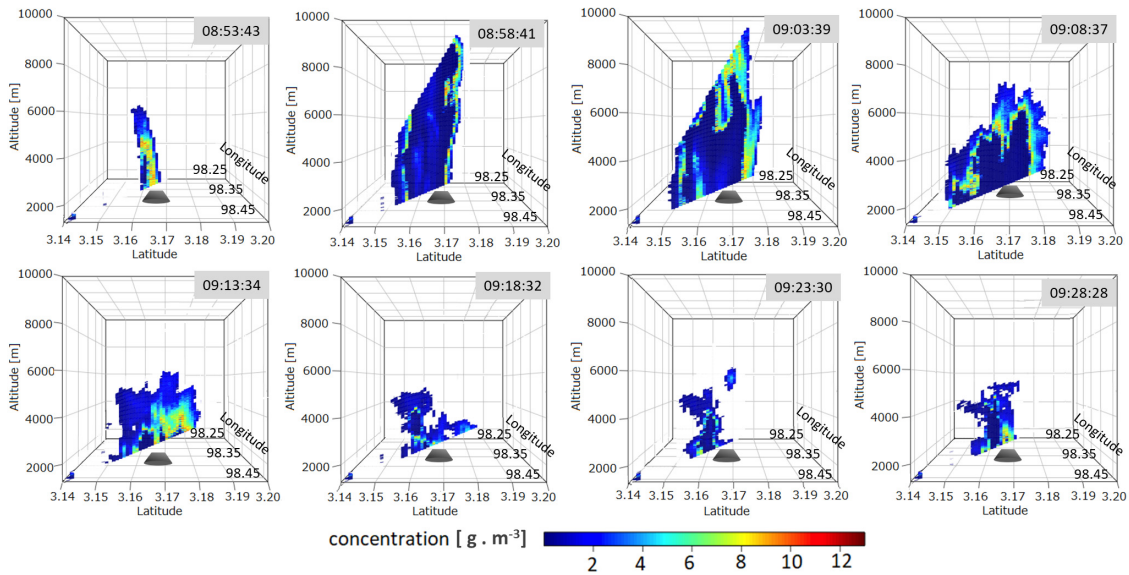 10000
8000
6000
4000
2000
Altitude [m]
08:53:43
Longitude
98.25
98.35
98.45
3.14 3.15 3.16 3.17 3.18 3.19 3.20
Latitude
10000
8000
6000
4000
2000
Altitude [m]
08:58:41
Longitude
98.25
98.35
98.45
3.14 3.15 3.16 3.17 3.18 3.19 3.20
Latitude
10000
8000
6000
4000
2000
Altitude [m]
09:03:39
Longitude
98.25
98.35
98.45
3.14 3.15 3.16 3.17 3.18 3.19 3.20
Latitude
10000
8000
6000
4000
2000
Altitude [m]
09:08:37
Longitude
98.25
98.35
98.45
3.14 3.15 3.16 3.17 3.18 3.19 3.20
Latitude
10000
8000
6000
4000
2000
Altitude [m]
09:13:34
Longitude
98.25
98.35
98.45
3.14 3.15 3.16 3.17 3.18 3.19 3.20
Latitude
10000
8000
6000
4000
2000
Altitude [m]
09:18:32
Longitude
98.25
98.35
98.45
3.14 3.15 3.16 3.17 3.18 3.19 3.20
Latitude
10000
8000
6000
4000
2000
Altitude [m]
09:23:30
Longitude
98.25
98.35
98.45
3.14 3.15 3.16 3.17 3.18 3.19 3.20
Latitude
10000
8000
6000
4000
2000
Altitude [m]
09:28:28
Longitude
98.25
98.35
98.45
3.14 3.15 3.16 3.17 3.18 3.19 3.20
Latitude
concentration [ g . m⁻³]
2 4 6 8 10 12